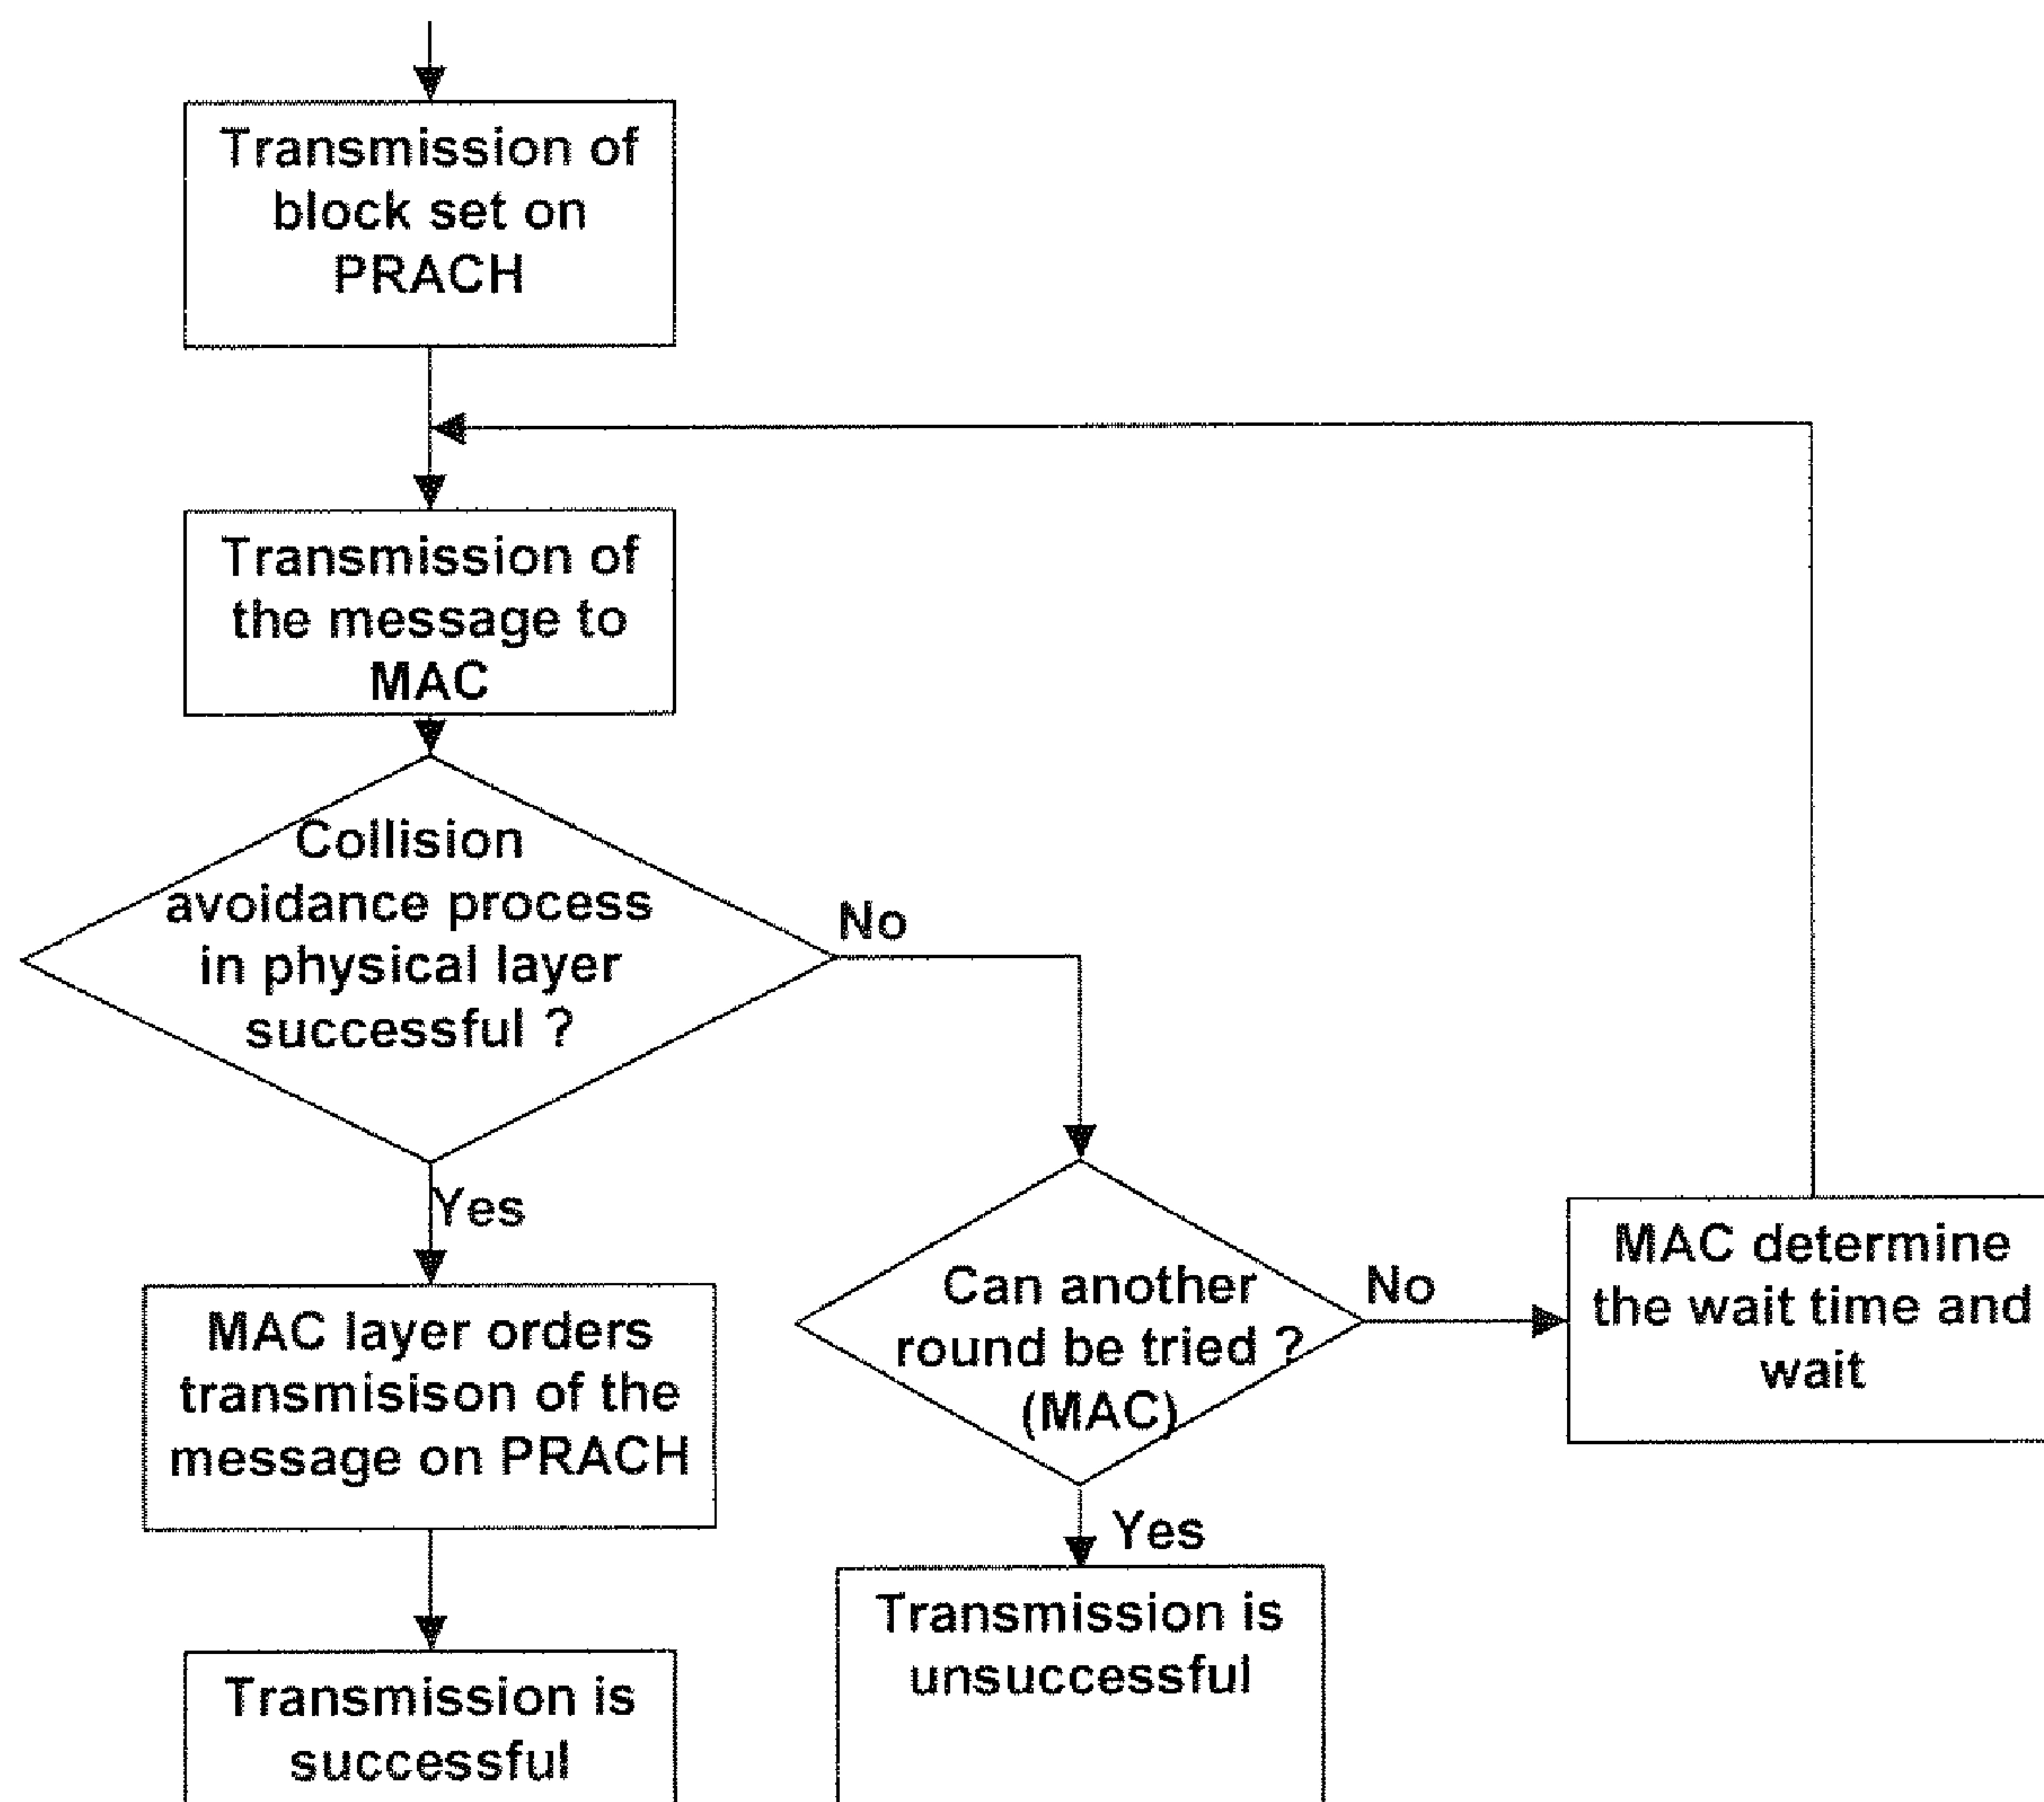 Transmission of
block set on
PRACH
Transmission of
the message to
MAC
Collision
avoidance process
in physical layer
successful ?
No
Yes
MAC layer orders
transmisison of the
message on PRACH
Can another
round be tried ?
(MAC)
No
MAC determine
the wait time and
wait
Yes
Transmission is
unsuccessful
Transmission is
successful